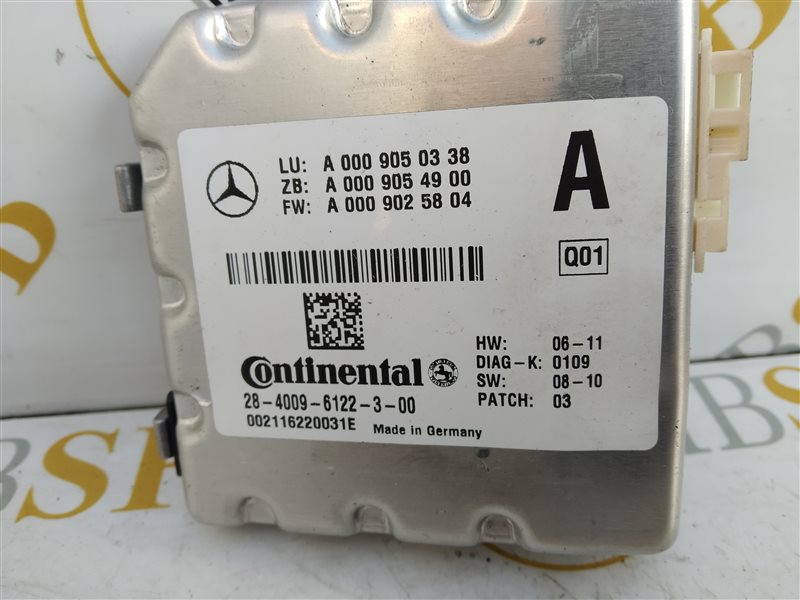 LU: A 000 905 03 38
ZB: A 000 905 49 00
FW: A 000 902 58 04
A
Q01
HW: 06-11
DIAG-K: 0109
SW: 08-10
PATCH: 03
Continental
28-4009-6122-3-00
002116220031E Made in Germany